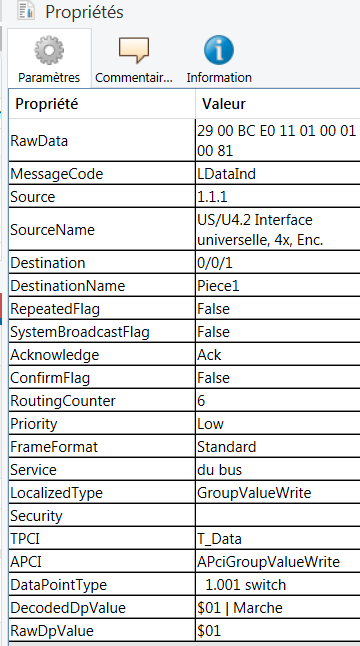 Propriétés
Paramètres Commentair... Information
Propriété Valeur
RawData 29 00 BC E0 11 01 00 01
00 81
MessageCode LDataInd
Source 1.1.1
SourceName US/U4.2 Interface
universelle, 4x, Enc.
Destination 0/0/1
DestinationName Piece1
RepeatedFlag False
SystemBroadcastFlag False
Acknowledge Ack
ConfirmFlag False
RoutingCounter 6
Priority Low
FrameFormat Standard
Service du bus
LocalizedType GroupValueWrite
Security
TPCI T_Data
APCI APciGroupValueWrite
DataPointType 1.001 switch
DecodedDpValue $01 | Marche
RawDpValue $01